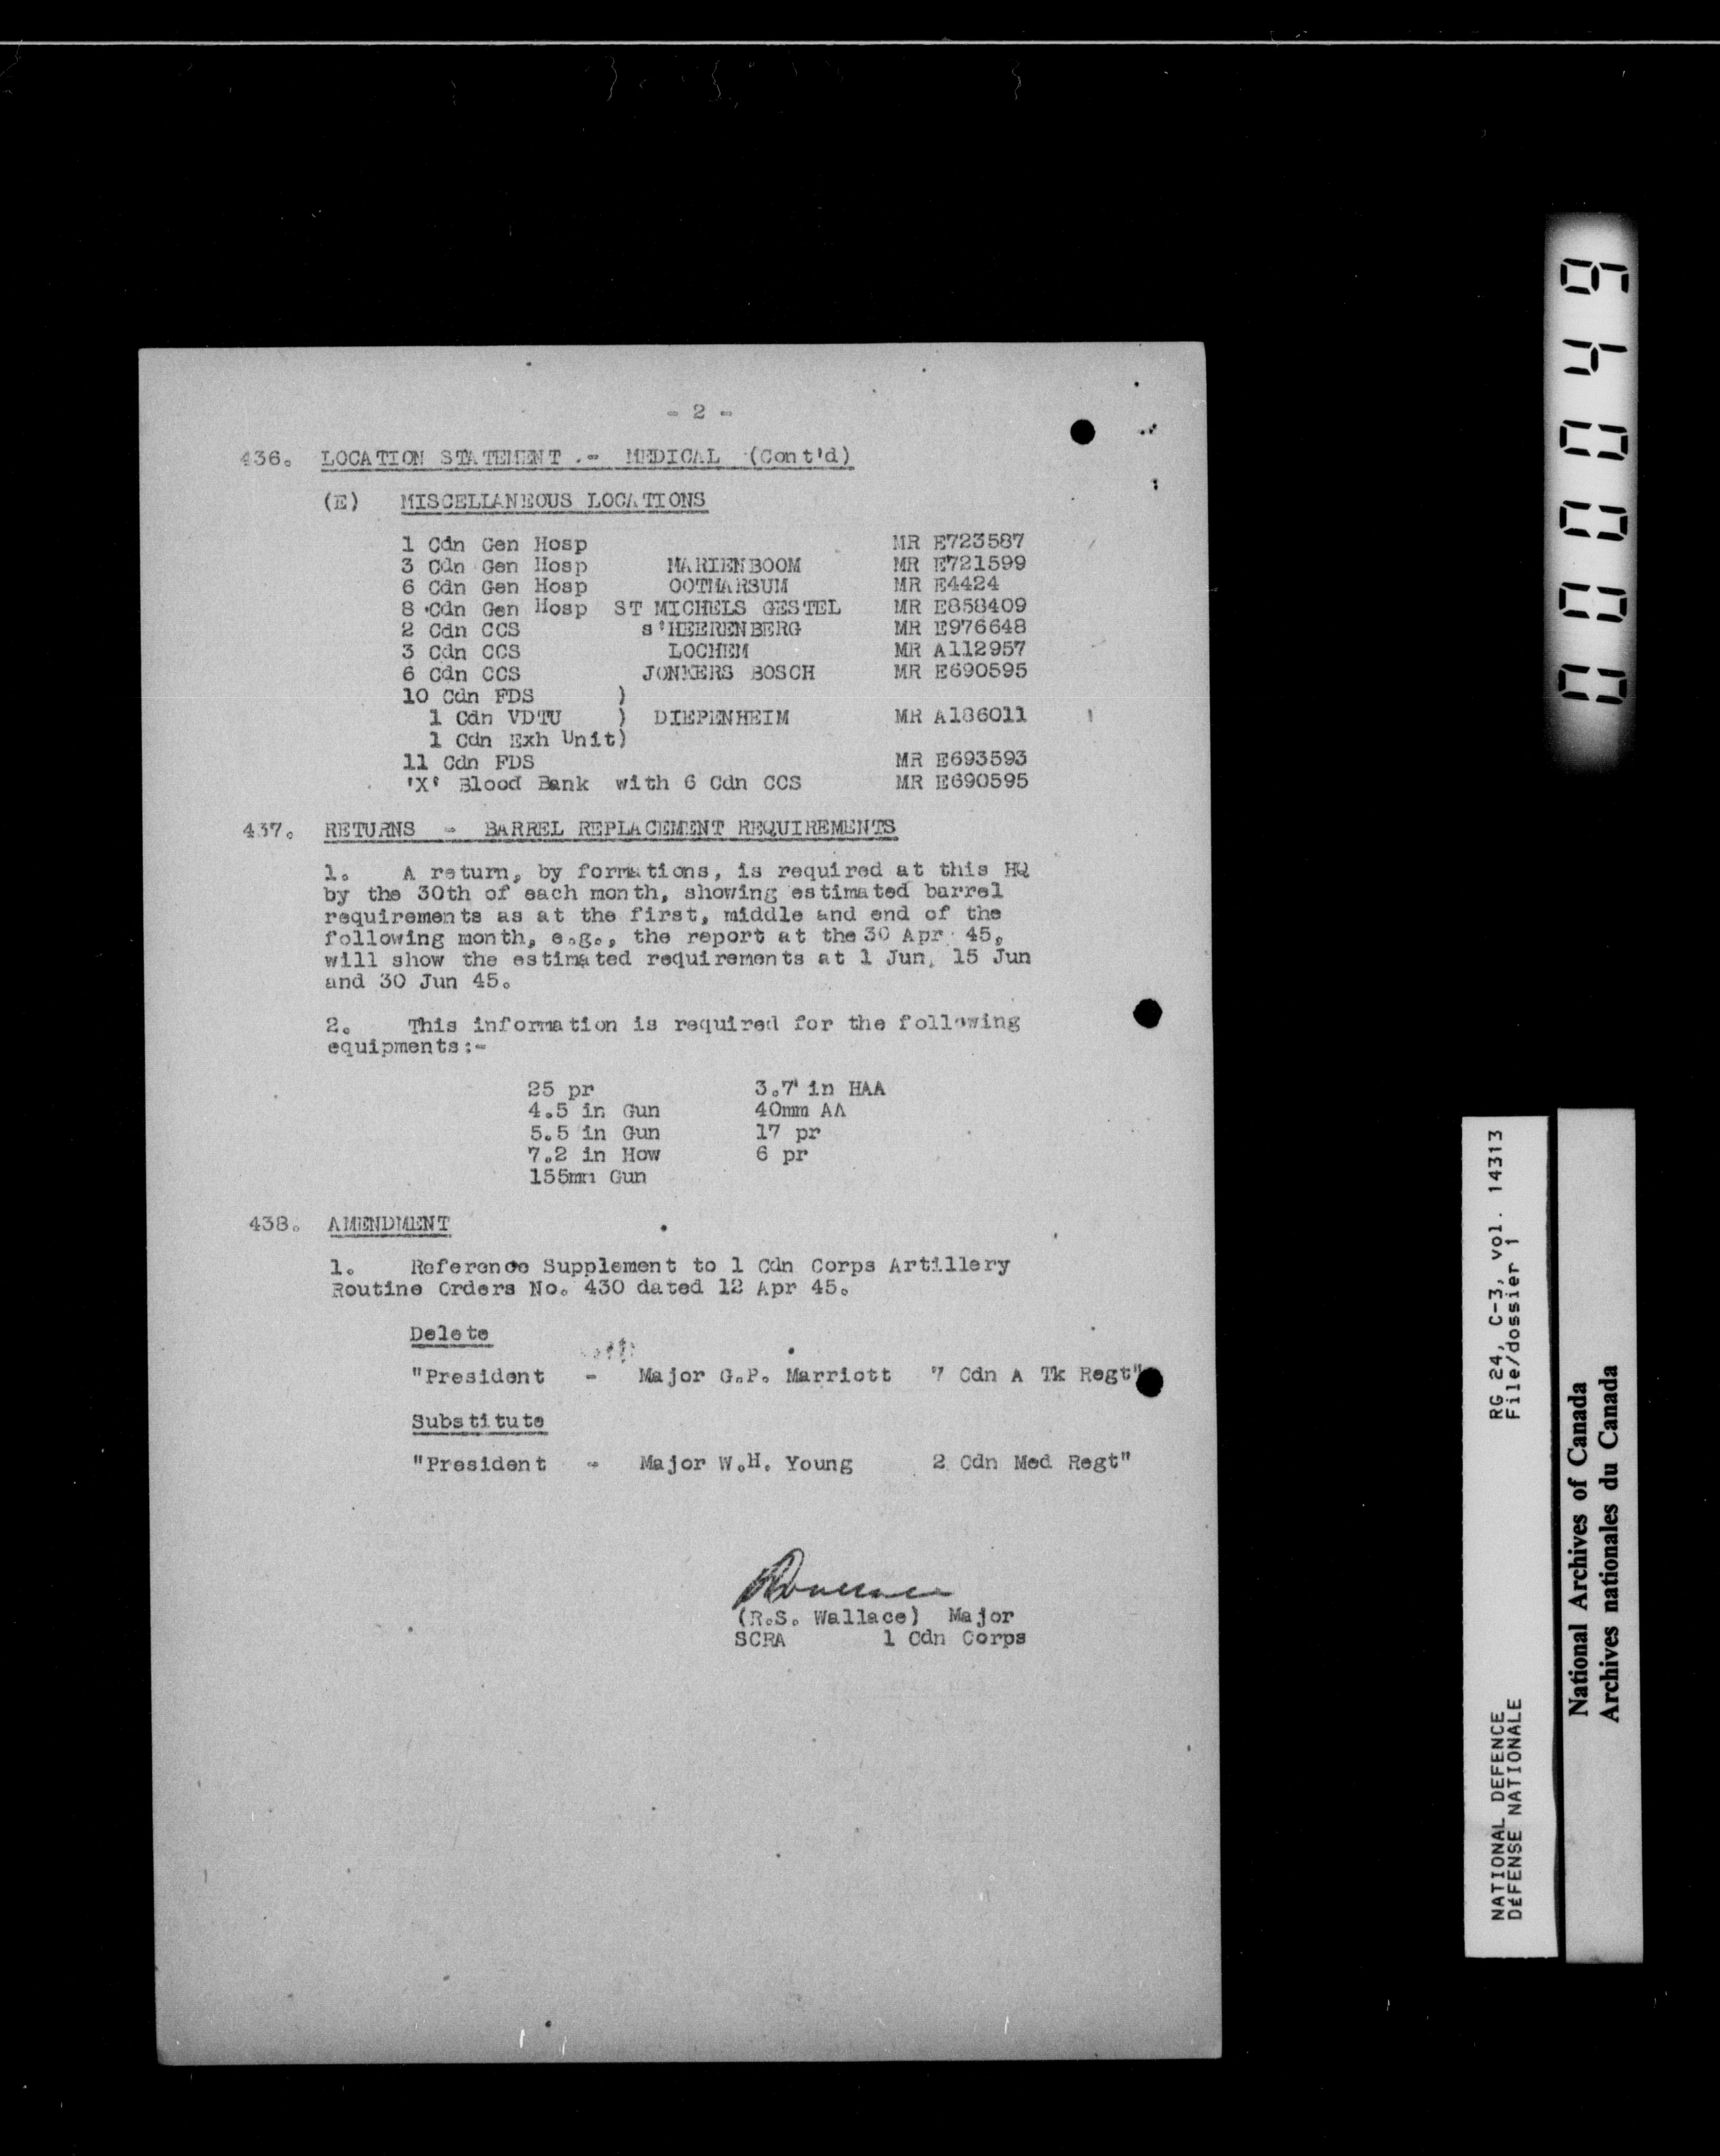 - 2 -
436. LOCATION STATEMENT .- MEDICAL (Cont'd)
(E) MISCELLANEOUS LOCATIONS
1 Cdn Gen Hosp MR E723587
3 Cdn Gen Hosp MARIENBOOM MR E721599
6 Cdn Gen Hosp OOTMARSUM MR E4424
8 Cdn Gen Hosp ST MICHELS GESTEL MR E858409
2 Cdn CCS s'HEERENBERG MR E976648
3 Cdn CCS LOCHEM MR A112957
6 Cdn CCS JONKERS BOSCH MR E690595
10 Cdn FDS )
1 Cdn VDTU ) DIEPENHEIM MR A186011
1 Cdn Exh Unit)
11 Cdn FDS MR E693593
'X' Blood Bank with 6 Cdn CCS MR E690595
437. RETURNS - BARREL REPLACEMENT REQUIREMENTS
1. A return, by formations, is required at this HQ
by the 30th of each month, showing estimated barrel
requirements as at the first, middle and end of the
following month, e.g., the report at the 30 Apr 45,
will show the estimated requirements at 1 Jun, 15 Jun
and 30 Jun 45.
2. This information is required for the following
equipments:-
25 pr 3.7 in HAA
4.5 in Gun 40mm AA
5.5 in Gun 17 pr
7.2 in How 6 pr
155mm Gun
438. AMENDMENT
1. Reference Supplement to 1 Cdn Corps Artillery
Routine Orders No. 430 dated 12 Apr 45.
Delete
"President - Major G.P. Marriott 7 Cdn A Tk Regt"
Substitute
"President - Major W.H. Young 2 Cdn Med Regt"
(R.S. Wallace) Major
SCRA 1 Cdn Corps
000049
NATIONAL DEFENCE RG 24, C-3, vol. 14313
DÉFENSE NATIONALE File/dossier 1
National Archives of Canada
Archives nationales du Canada